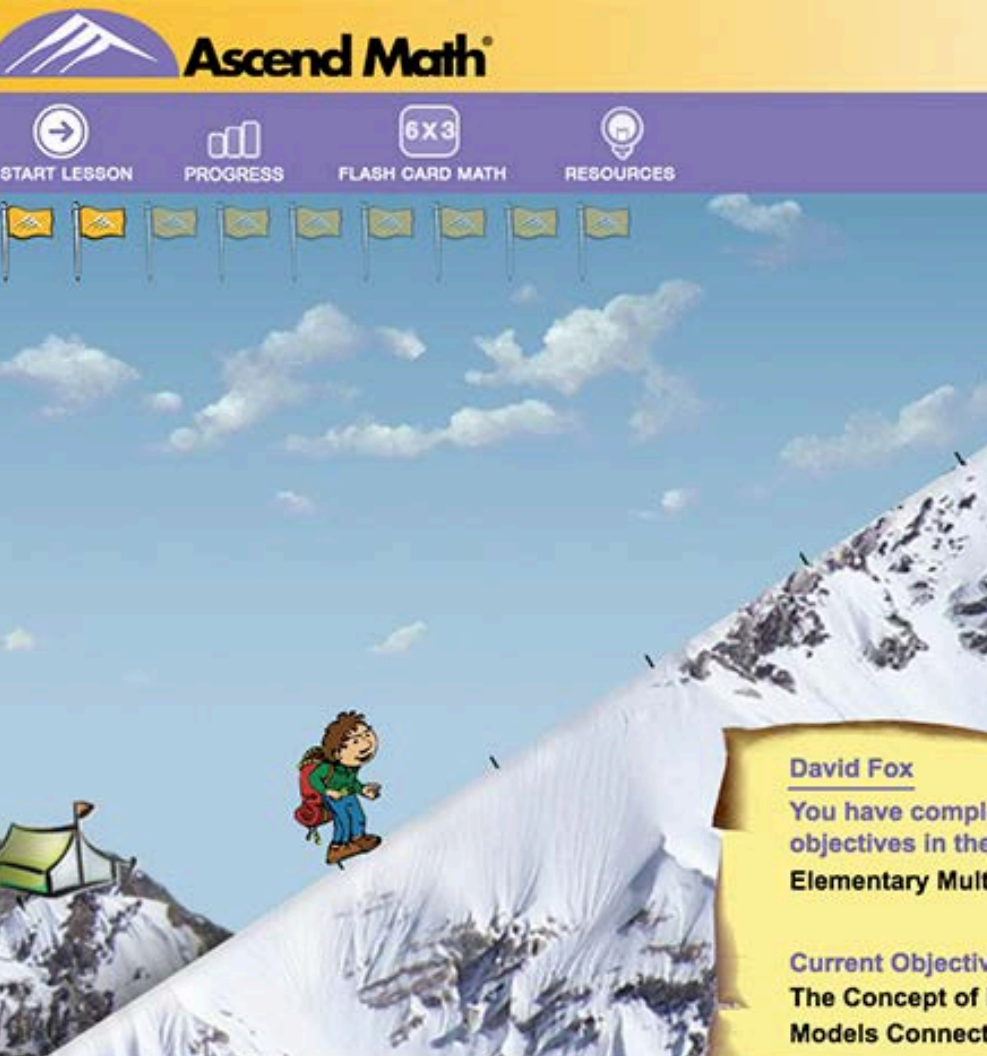 Ascend Math®
START LESSON
PROGRESS
6X3
FLASH CARD MATH
RESOURCES
David Fox
You have compl
objectives in the
Elementary Mult
Current Objectiv
The Concept of
Models Connect